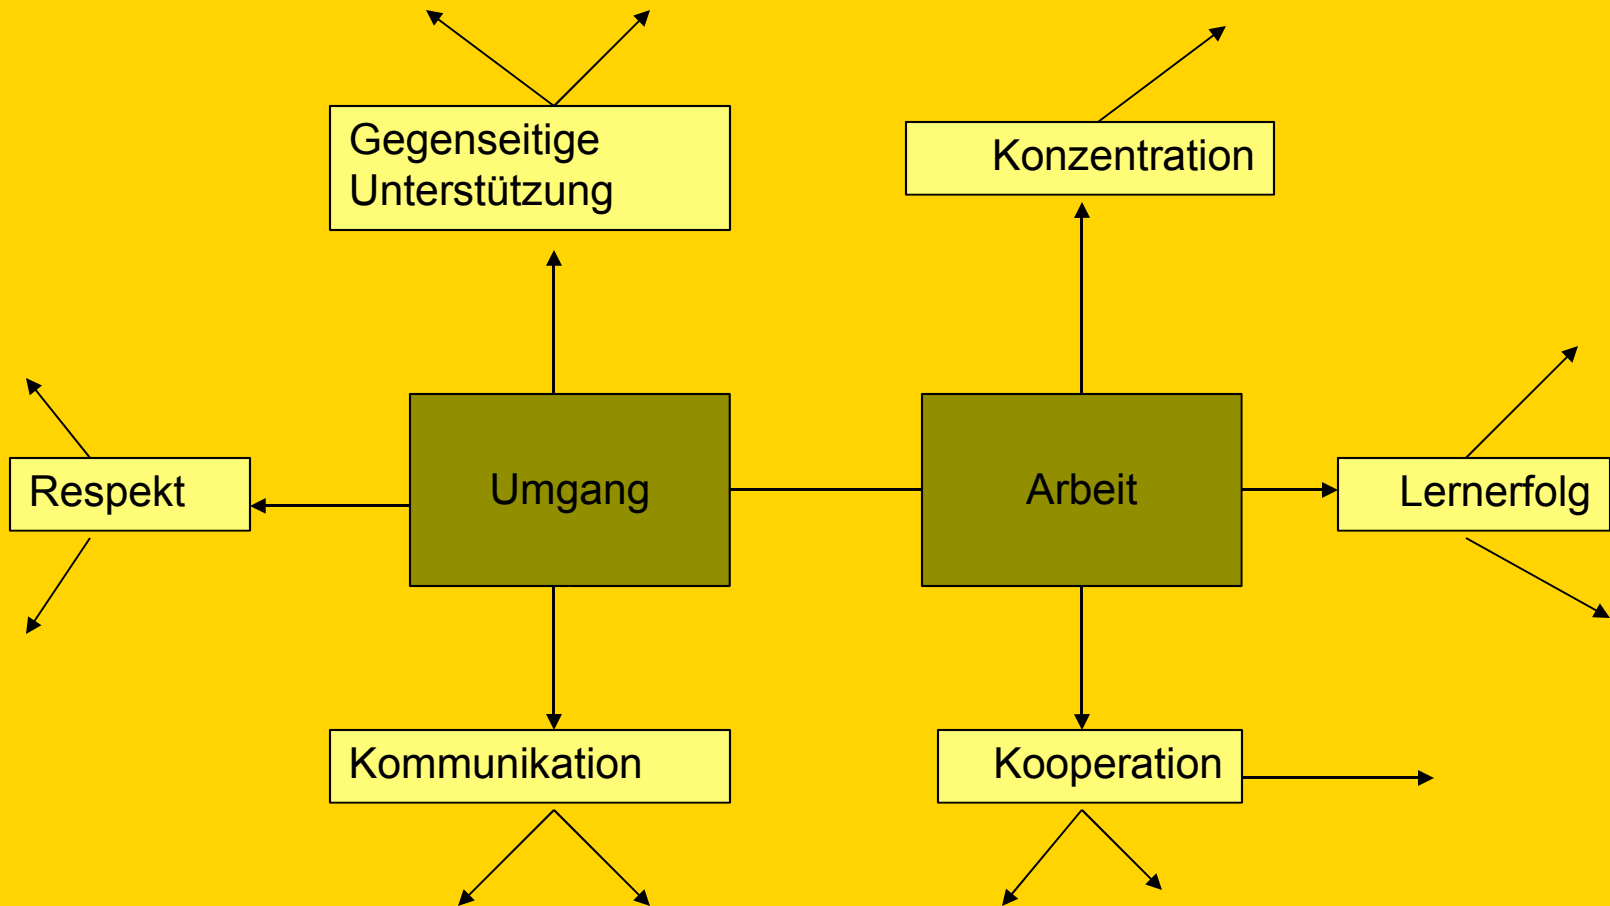 Gegenseitige
Unterstützung
Konzentration
Respekt
Umgang
Arbeit
Lernerfolg
Kommunikation
Kooperation